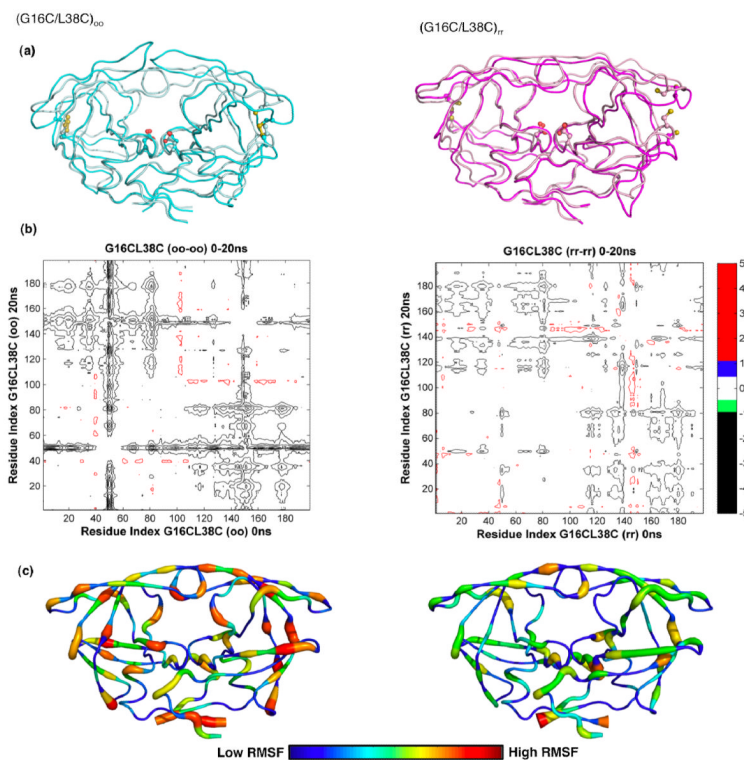 (G16C/L38C)oo
(G16C/L38C)rr
(a)
(b)
G16CL38C (oo-oo) 0-20ns
G16CL38C (rr-rr) 0-20ns
Residue Index G16CL38C (oo) 20ns
180
160
140
120
100
80
60
40
20
20 40 60 80 100 120 140 160 180
Residue Index G16CL38C (oo) 0ns
Residue Index G16CL38C (rr) 20ns
180
160
140
120
100
80
60
40
20
20 40 60 80 100 120 140 160 180
Residue Index G16CL38C (rr) 0ns
5
4
3
2
1
0
(c)
Low RMSF
High RMSF